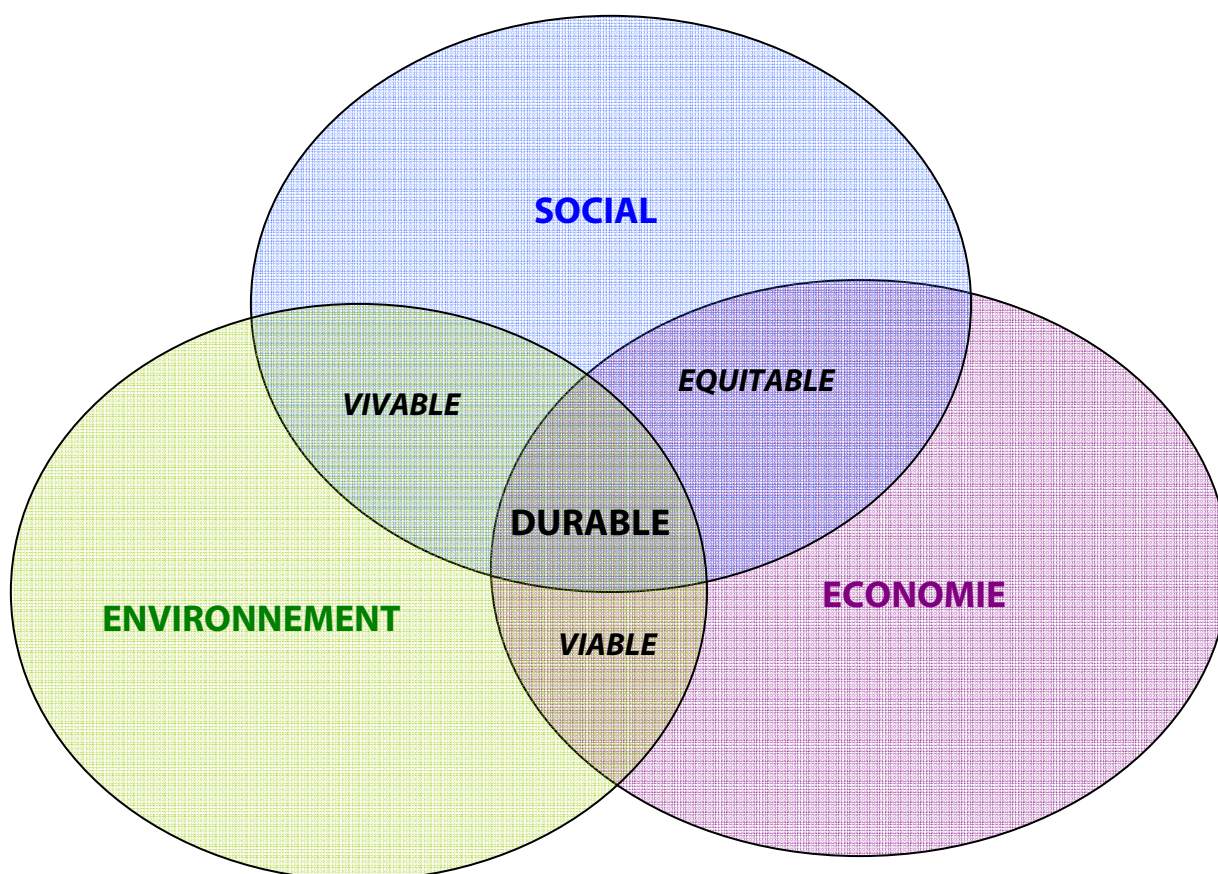 SOCIAL
EQUITABLE
VIVABLE
DURABLE
ECONOMIE
ENVIRONNEMENT
VIABLE